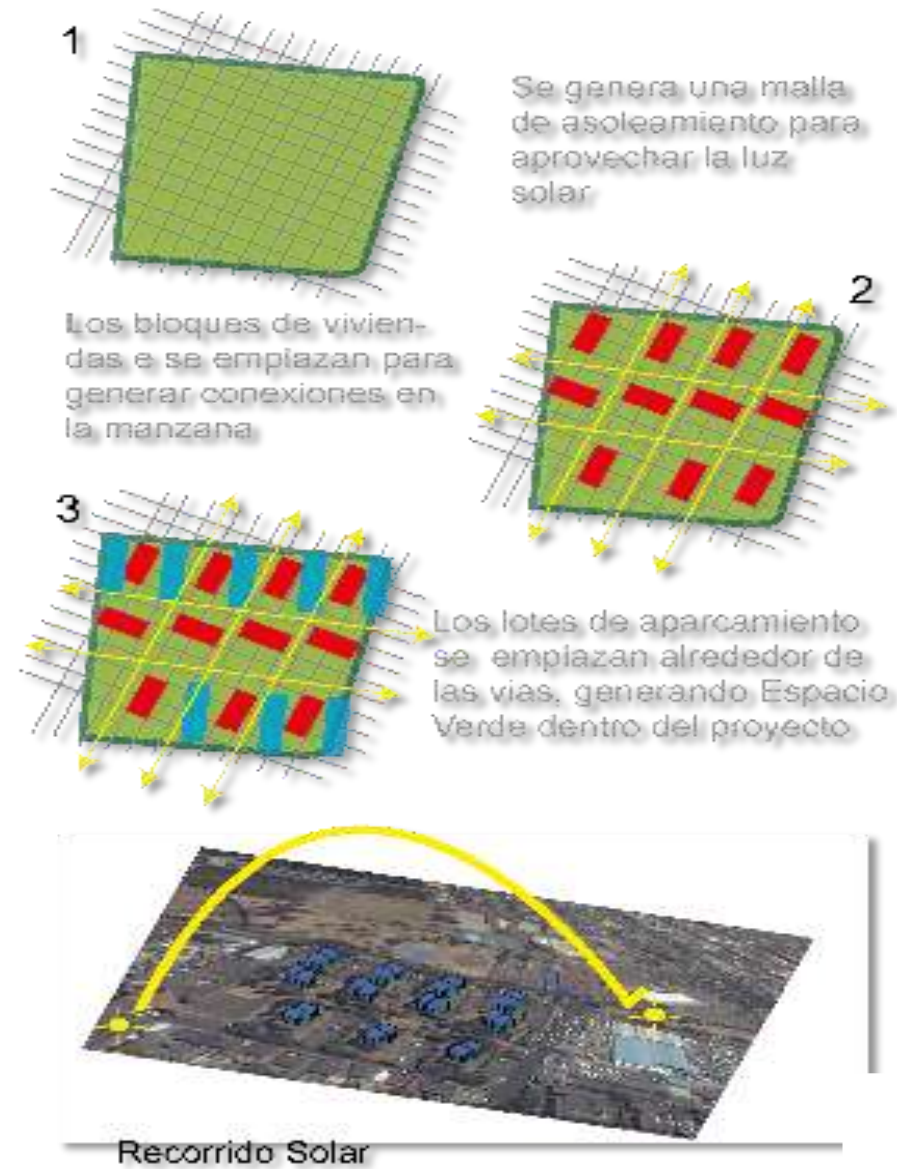 1
Se genera una malla
de asoleamiento para
aprovechar la luz
solar
Los bloques de vivien-
das e se emplazan para
generar conexiones en
la manzana
2
3
Los lotes de aparcamiento
se emplazan alrededor de
las vias, generando Espacio
Verde dentro del proyecto
Recorrido Solar